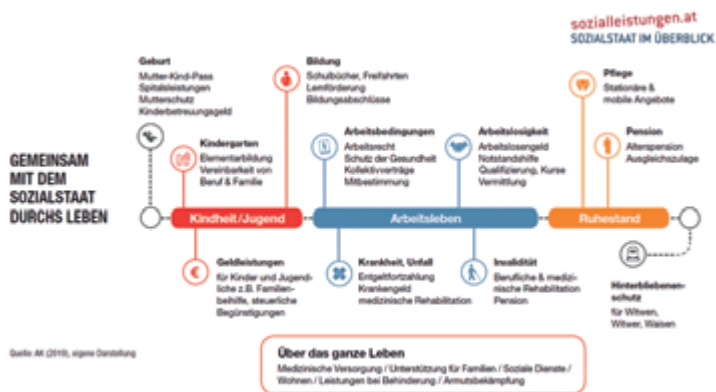 sozialleistungen.at
SOZIALSTAAT IM ÜBERBLICK
GEMEINSAM
MIT DEM
SOZIALSTAAT
DURCHS LEBEN
Geburt
Mutter-Kind-Pass
Spitalsleistungen
Mutterschutz
Kinderbetreuungsgeld
Bildung
Schulbücher, Freifahrten
Lernförderung
Bildungsabschlüsse
Kindergarten
Elementarbildung
Vereinbarkeit von
Beruf & Familie
Arbeitsbedingungen
Arbeitsrecht
Schutz der Gesundheit
Kollektivverträge
Mitbestimmung
Arbeitslosigkeit
Arbeitslosengeld
Notstandshilfe
Qualifizierung, Kurse
Vermittlung
Pflege
Stationäre &
mobile Angebote
Pension
Alterspension
Ausgleichszulage
Kindheit/Jugend
Arbeitsleben
Ruhestand
€
Geldleistungen
für Kinder und Jugend-
liche z.B. Familien-
beihilfe, steuerliche
Begünstigungen
Krankheit, Unfall
Entgeltfortzahlung
Krankengeld
medizinische Rehabilitation
Invalidität
Berufliche & medizi-
nische Rehabilitation
Pension
Hinterbliebenen-
schutz
für Witwen,
Witwer, Waisen
Quelle: AK (2019), eigene Darstellung
Über das ganze Leben
Medizinische Versorgung / Unterstützung für Familien / Soziale Dienste /
Wohnen / Leistungen bei Behinderung / Armutsbekämpfung